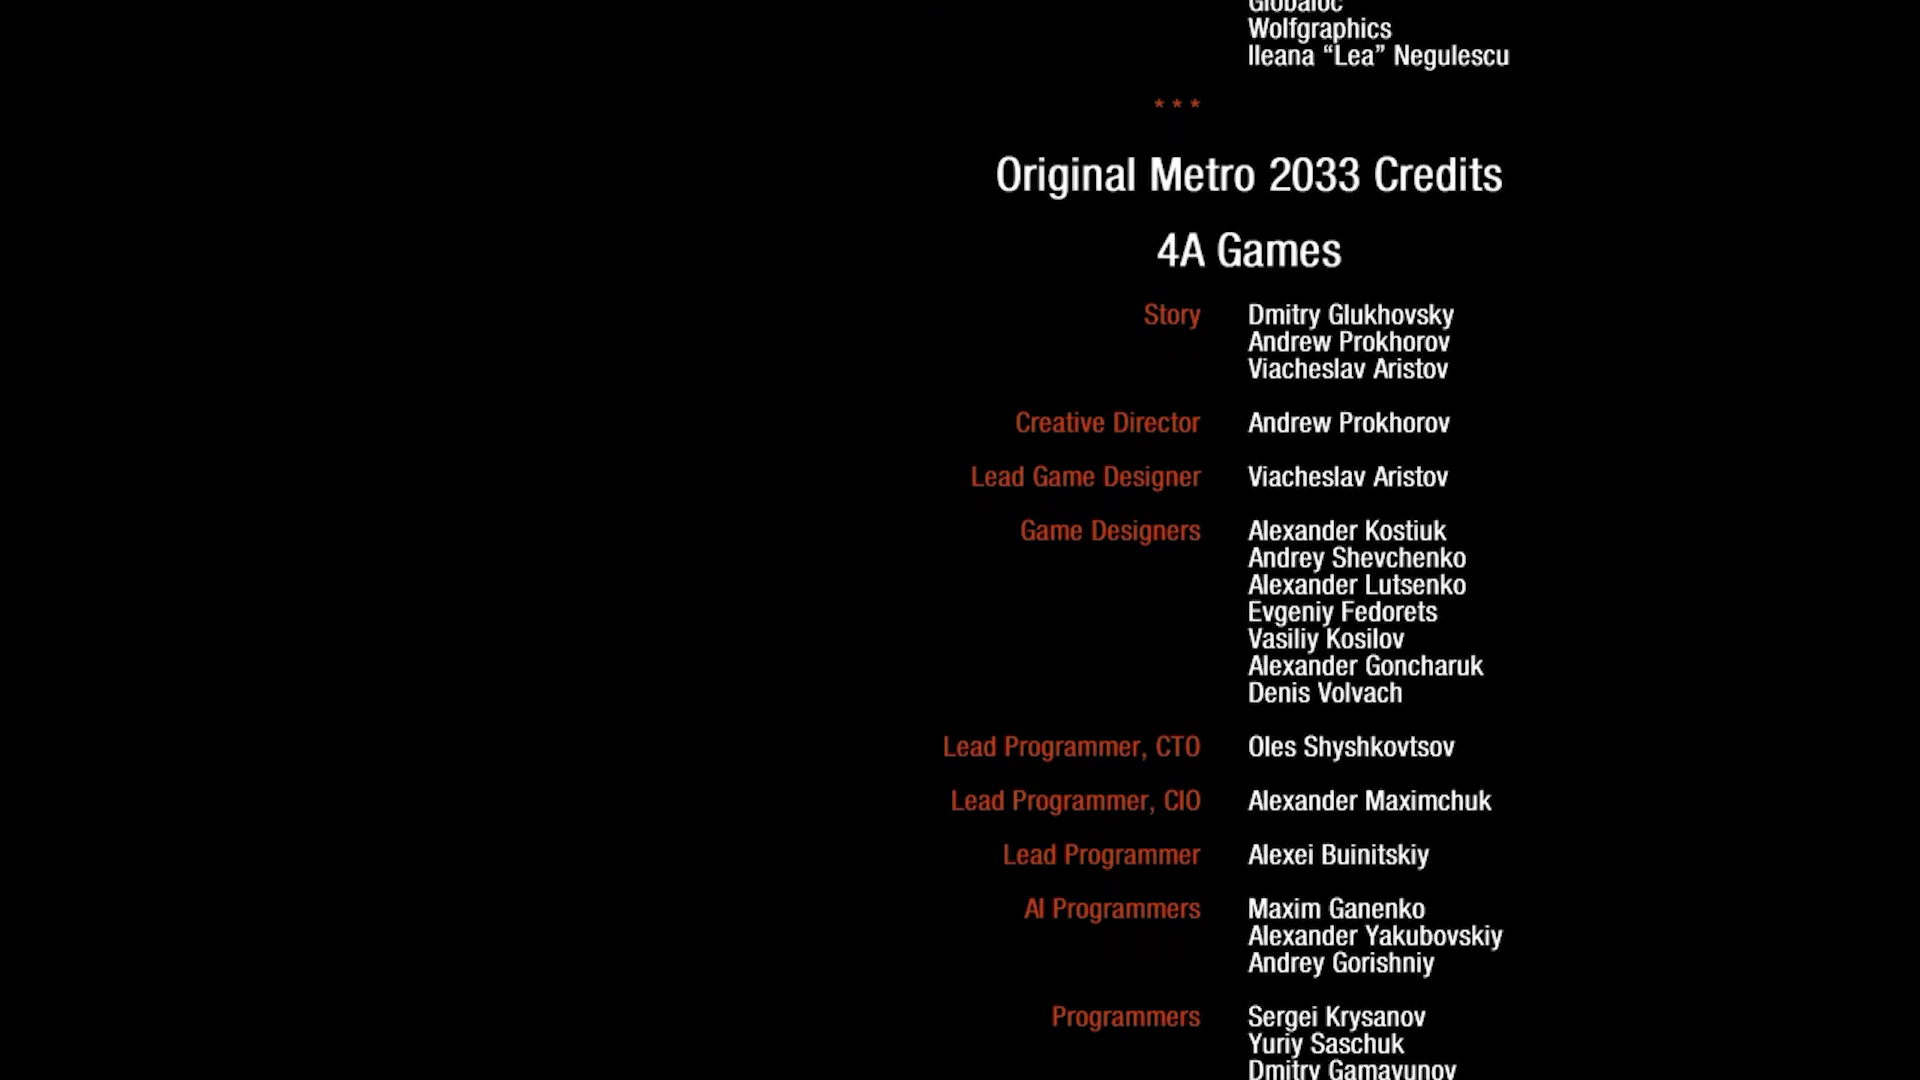 Globaloc
Wolfgraphics
Ileana “Lea” Negulescu
* * *
Original Metro 2033 Credits
4A Games
Story Dmitry Glukhovsky
Andrew Prokhorov
Viacheslav Aristov
Creative Director Andrew Prokhorov
Lead Game Designer Viacheslav Aristov
Game Designers Alexander Kostiuk
Andrey Shevchenko
Alexander Lutsenko
Evgeniy Fedorets
Vasiliy Kosilov
Alexander Goncharuk
Denis Volvach
Lead Programmer, CTO Oles Shyshkovtsov
Lead Programmer, CIO Alexander Maximchuk
Lead Programmer Alexei Buinitskiy
AI Programmers Maxim Ganenko
Alexander Yakubovskiy
Andrey Gorishniy
Programmers Sergei Krysanov
Yuriy Saschuk
Dmitry Gamayunov